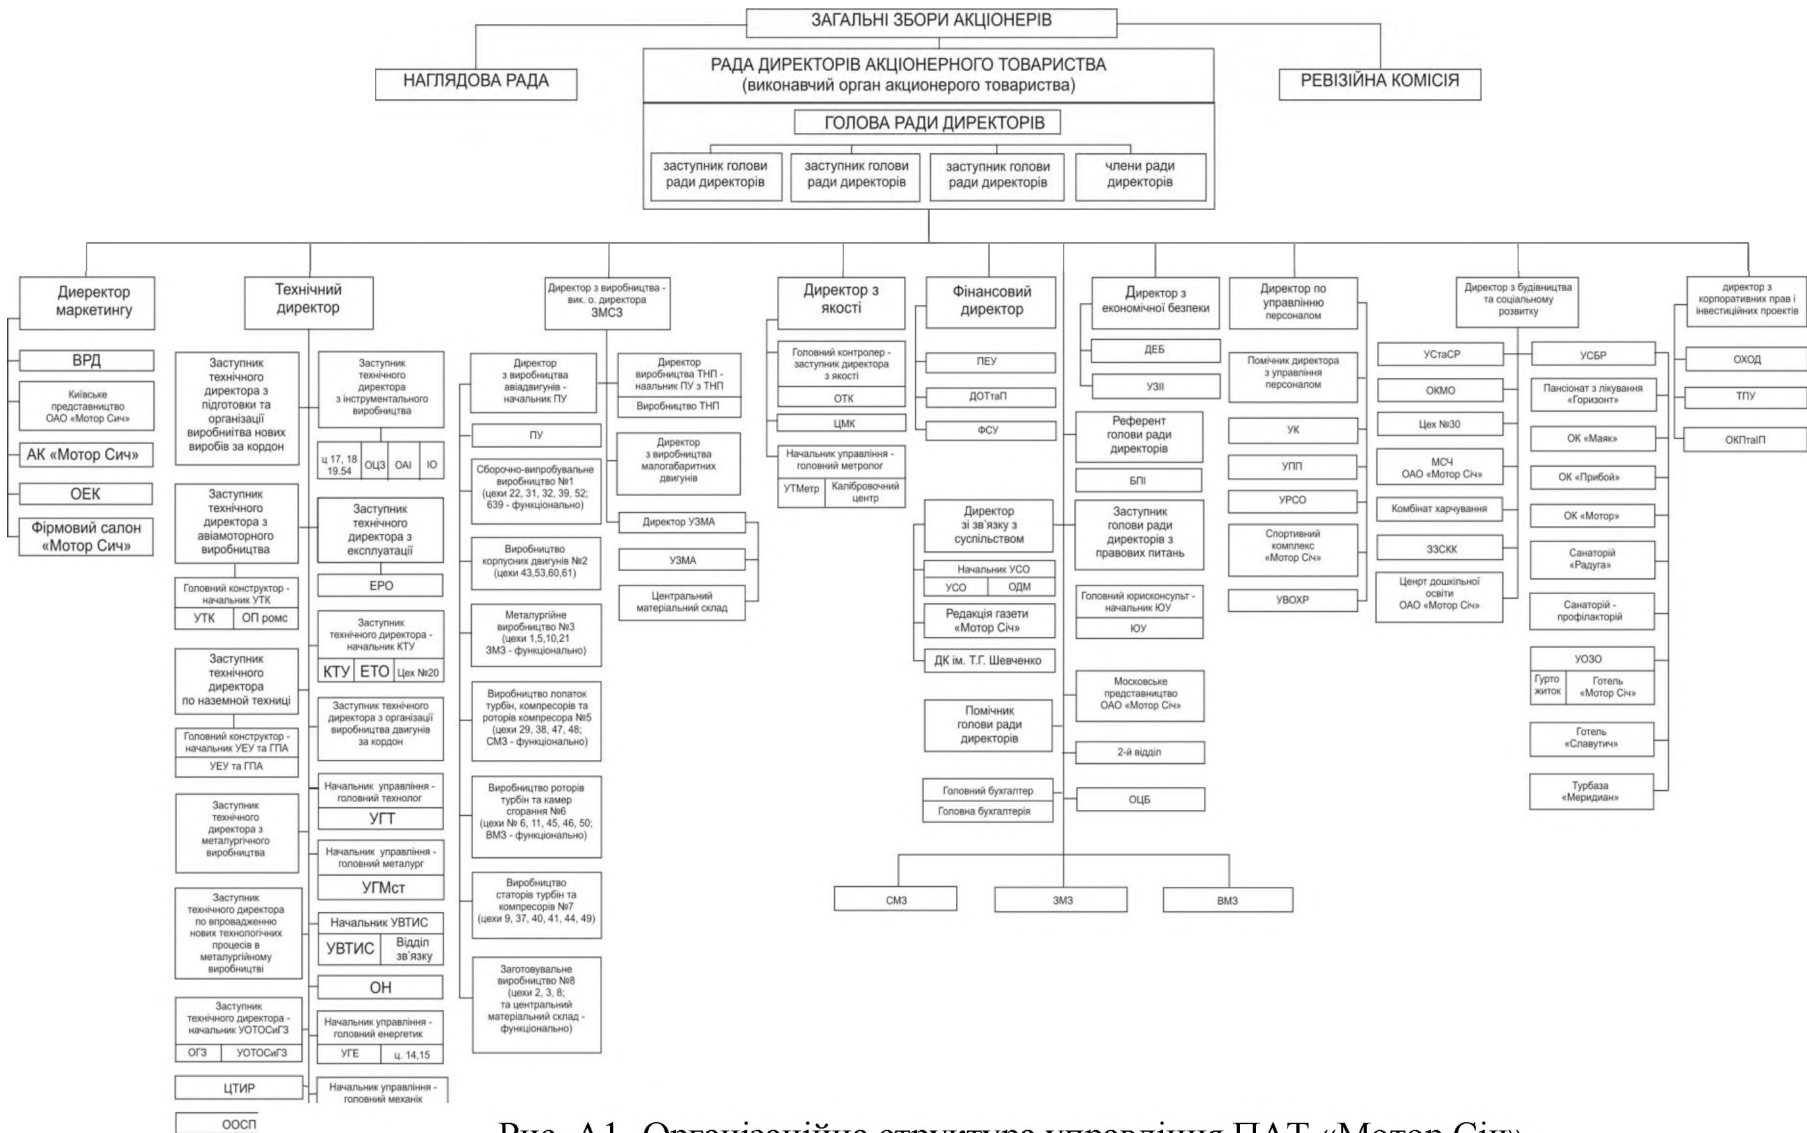 ЗАГАЛЬНІ ЗБОРИ АКЦІОНЕРІВ
НАГЛЯДОВА РАДА
РАДА ДИРЕКТОРІВ АКЦІОНЕРНОГО ТОВАРИСТВА
(виконавчий орган акционерого товариства)
РЕВІЗІЙНА КОМІСІЯ
ГОЛОВА РАДИ ДИРЕКТОРІВ
заступник голови
ради директорів
заступник голови
ради директорів
заступник голови
ради директорів
члени ради
директорів
Диеректор
маркетингу
ВРД
Київське
представництво
ОАО «Мотор Сич»
АК «Мотор Сич»
ОЕК
Фірмовий салон
«Мотор Сич»
Технічний
директор
Заступник
технічного
директора з
підготовки та
організації
виробниітва нових
виробів за кордон
Заступник
технічного
директора з
авіамоторного
виробництва
Головний конструктор -
начальник УТК
УТК
ОП ромс
Заступник
технічного
директора
по наземной техниці
Головний конструктор -
начальник УЕУ та ГПА
УЕУ та ГПА
Заступник
технічного
директора з
металургічного
виробництва
Заступник
технічного директора
по впровадженню
нових технологічних
процесів в
металургійному
виробництві
Заступник
технічного директора -
начальник УОТОСиГЗ
ОГЗ
УОТОСиГЗ
ЦТИР
ООСП
Заступник
технічного
директора
з інструментального
виробництва
ц 17, 18
19.54
ОЦЗ
ОАІ
ІО
Заступник
технічного
директора з
експлуатації
ЕРО
Заступник
технічного директора -
начальник КТУ
КТУ
ЕТО
Цех №20
Заступник технічного
директора з організації
виробництва двигунів
за кордон
Начальник управління -
головний технолог
УГТ
Начальник управління -
головний металург
УГМст
Начальник УВТИС
УВТИС
Відділ
зв'язку
ОН
Начальник управління -
головний енергетик
УГЕ
ц. 14,15
Начальник управління -
головний механік
Директор з виробництва -
вик. о. директора
ЗМСЗ
Директор
з виробництва
авіадвигунів -
начальник ПУ
ПУ
Сборочно-випробувальне
виробництво №1
(цехи 22, 31, 32, 39, 52;
639 - функціонально)
Виробництво
корпусних двигунів №2
(цехи 43,53,60,61)
Металургійне
виробництво №3
(цехи 1,5,10,21
ЗМЗ - функціонально)
Виробництво лопаток
турбін, компресорів та
роторів компресора №5
(цехи 29, 38, 47, 48;
СМЗ - функціонально)
Виробництво роторів
турбін та камер
сгорання №6
(цехи № 6, 11, 45, 46, 50;
ВМЗ - функціонально)
Виробництво
статорів турбін та
компресорів №7
(цехи 9, 37, 40, 41, 44, 49)
Заготовувальне
виробництво №8
(цехи 2, 3, 8;
та центральний
матеріальний склад -
функціонально)
Директор
виробництва ТНП -
наальник ПУ з ТНП
Виробництво ТНП
Директор
з виробництва
малогабаритних
двигунів
Директор УЗМА
УЗМА
Центральний
матеріальний склад
Директор з
якості
Головний контролер -
заступник директора
з якості
ОТК
ЦМК
Начальник управління -
головний метролог
УТМетр
Калібровочний
центр
Фінансовий
директор
ПЕУ
ДОТтаП
ФСУ
Директор
зі зв'язку з
суспільством
Начальник УСО
УСО
ОДМ
Редакція газети
«Мотор Січ»
ДК ім. Т.Г. Шевченко
Помічник
голови ради
директорів
Головний бухгалтер
Головна бухгалтерія
Директор з
економічної безпеки
ДЕБ
УЗІІ
Референт
голови ради
директорів
БПІ
Заступник
голови ради
директорів з
правових питань
Головний юрисконсульт -
начальник ЮУ
ЮУ
Московське
представництво
ОАО «Мотор Січ»
2-й відділ
ОЦБ
СМЗ
ЗМЗ
ВМЗ
Директор по
управлінню
персоналом
Помічник директора
з управління
персоналом
УК
УПП
УРСО
Спортивний
комплекс
«Мотор Січ»
УВОХР
Директор з будівництва
та соціальному
розвитку
УСтаСР
ОКМО
Цех №30
МСЧ
ОАО «Мотор Січ»
Комбінат харчування
ЗЗСКК
Ценрт дошкільної
освіти
ОАО «Мотор Січ»
УСБР
Пансіонат з лікування
«Горизонт»
ОК «Маяк»
ОК «Прибой»
ОК «Мотор»
Санаторій
«Радуга»
Санаторій -
профілакторій
УОЗО
Гурто
житок
Готель
«Мотор Січ»
Готель
«Славутич»
Турбаза
«Меридиан»
директор з
корпоративних прав і
інвестиційних проектів
ОХОД
ТПУ
ОКПтаІП
Рис. А1. Організаційна структура управління ПАТ «Мотор Січ»